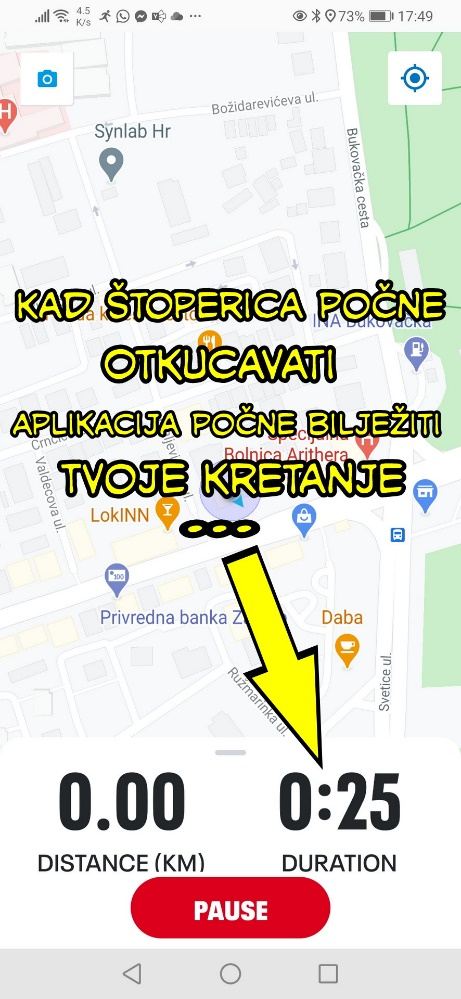 4.5
K/s
73%
17:49
Božidarevićeva ul.
Synlab Hr
Bukovačka cesta
H
KAD ŠTOPERICA POČNE
INA Bukovačka
OTKUCAVATI
APLIKACIJA POČNE BILJEŽITI
Specijalna
Bolnica Arithera
H
Valdecova ul.
TVOJE KRETANJE
LokINN
...
100
Privredna banka
Daba
Ružmarinka ul.
Svetice ul.
0.00
0:25
DISTANCE (KM)
DURATION
PAUSE